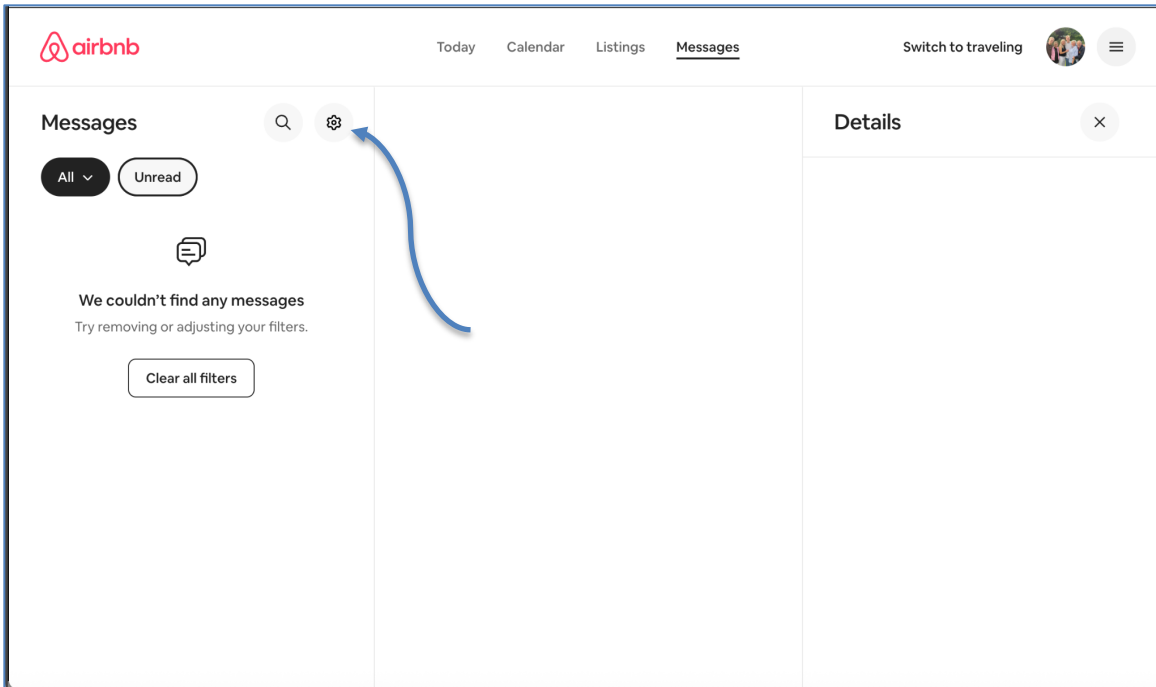 airbnb
Today Calendar Listings Messages Switch to traveling
Messages
Details
All Unread
We couldn’t find any messages
Try removing or adjusting your filters.
Clear all filters